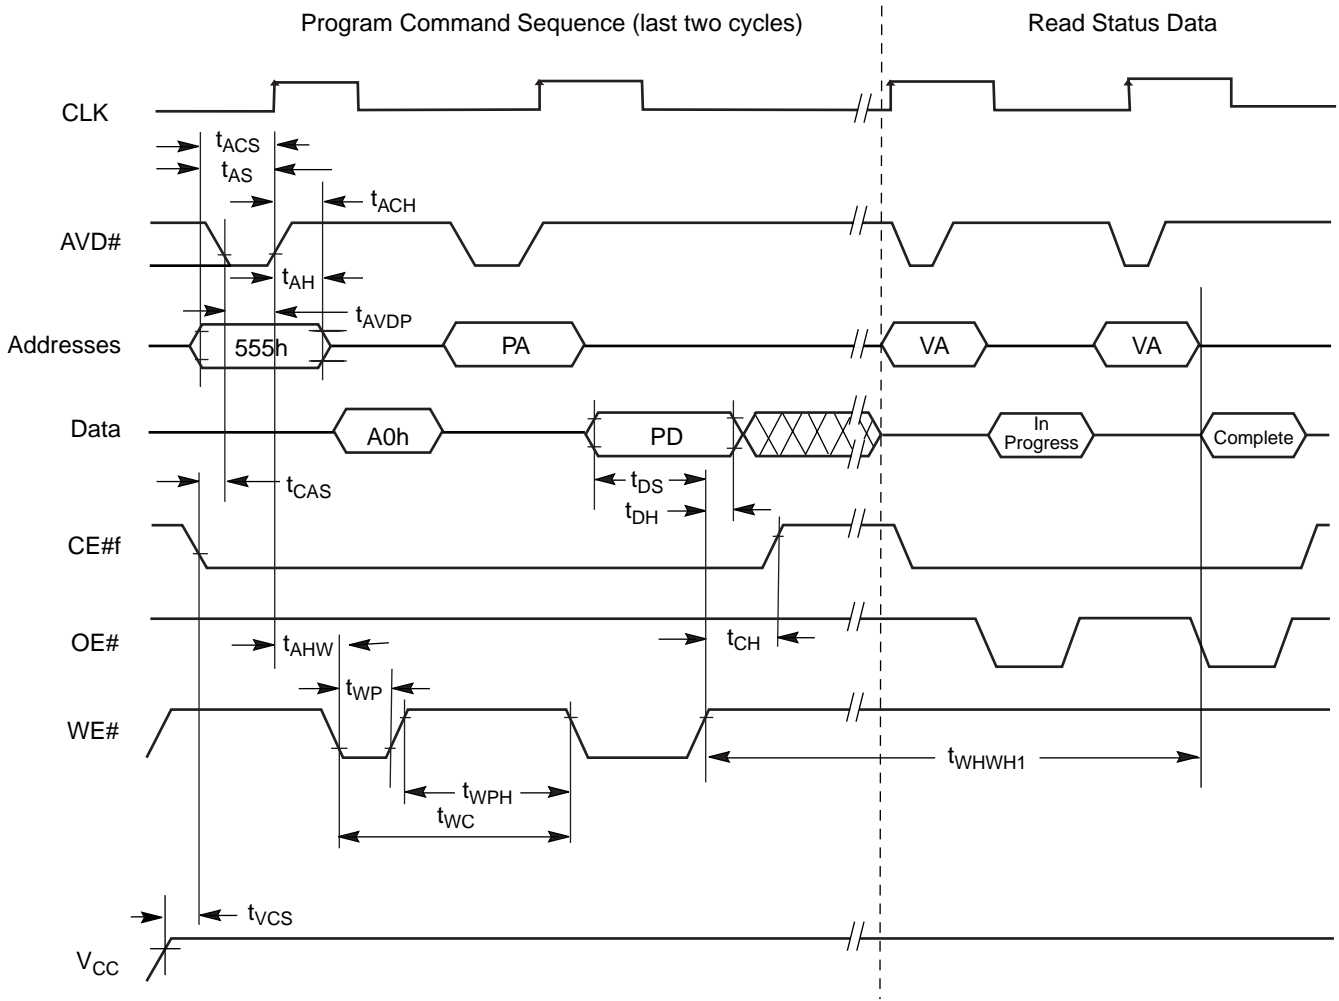 Program Command Sequence (last two cycles)
Read Status Data
CLK
tACS
tAS
tACH
AVD#
tAH
tAVDP
Addresses
555h
PA
VA
VA
Data
A0h
PD
In
Progress
Complete
tCAS
tDS
tDH
CE#f
OE#
tAHW
tCH
tWP
WE#
tWHWH1
tWPH
tWC
tVCS
VCC